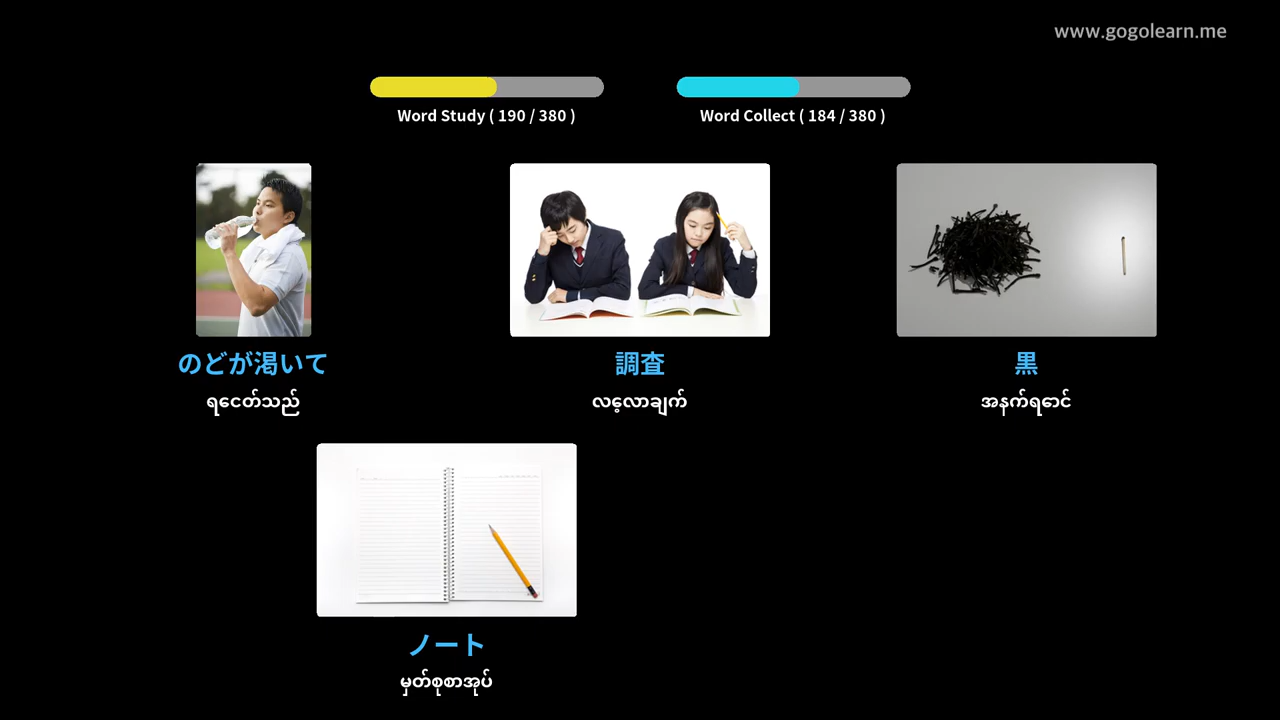 www.gogolearn.me
Word Study ( 190 / 380 )
Word Collect ( 184 / 380 )
のどが渇いて
調査
黒
ရငေတ်သည်
လ့လောချက်
အနက်ရောင်
ノート
မှတ်စုစာအုပ်